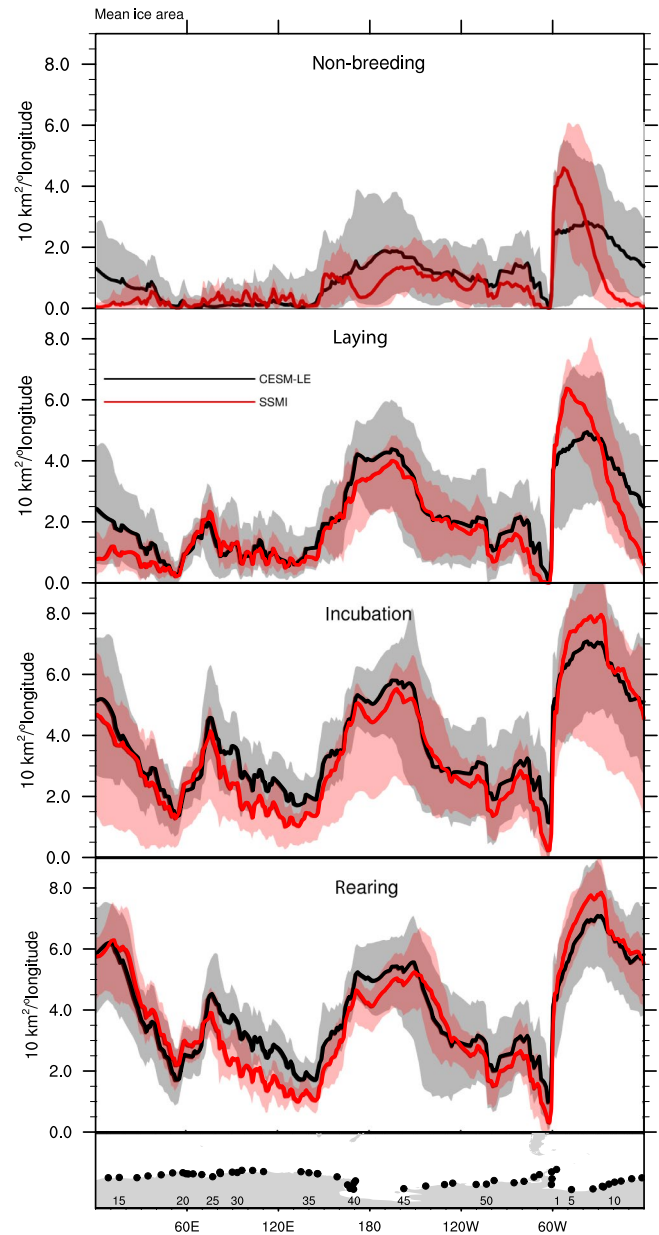 Mean ice area
Non-breeding
8.0
6.0
4.0
2.0
0.0
10 km²/°longitude
Laying
CESM-LE
SSMI
8.0
6.0
4.0
2.0
0.0
10 km²/°longitude
Incubation
8.0
6.0
4.0
2.0
0.0
10 km²/°longitude
Rearing
8.0
6.0
4.0
2.0
0.0
10 km²/°longitude
15 20 25 30 35 40 45 50 1 5 10
60E 120E 180 120W 60W